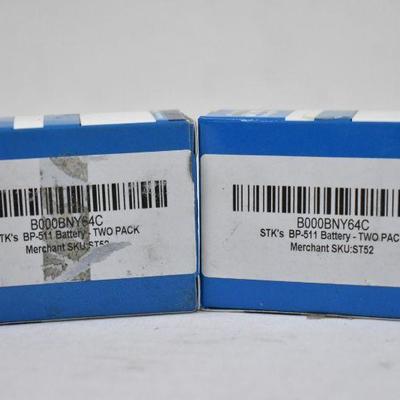 B000BNY64C
STK's BP-511 Battery - TWO PACK
Merchant SKU:ST52
B000BNY64C
STK's BP-511 Battery - TWO PACK
Merchant SKU:ST52